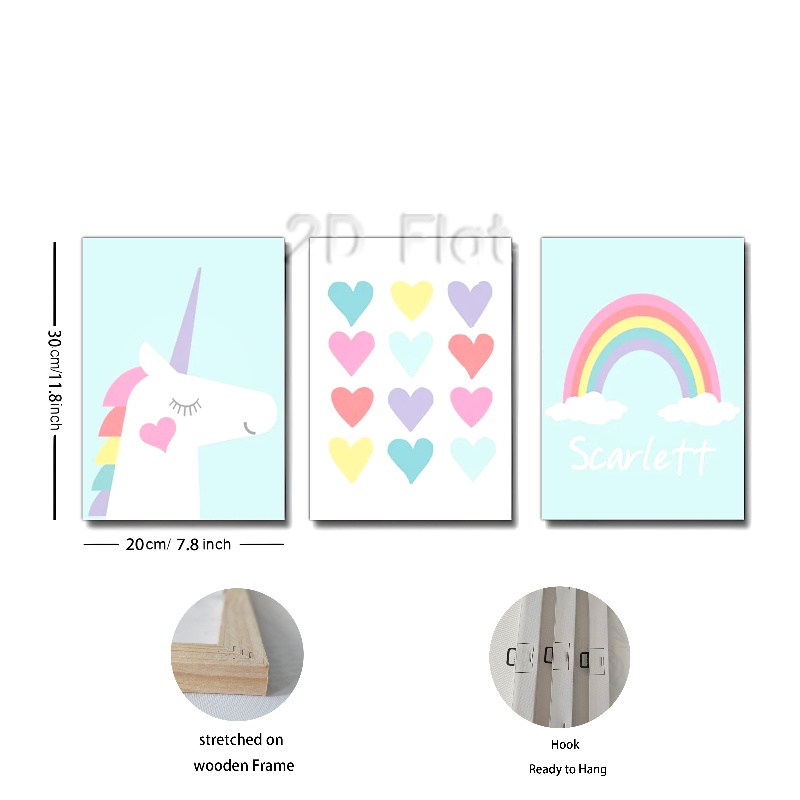 2D Flat
30cm/11.8inch
Scarlett
20cm/ 7.8 inch
stretched on
wooden Frame
Hook
Ready to Hang